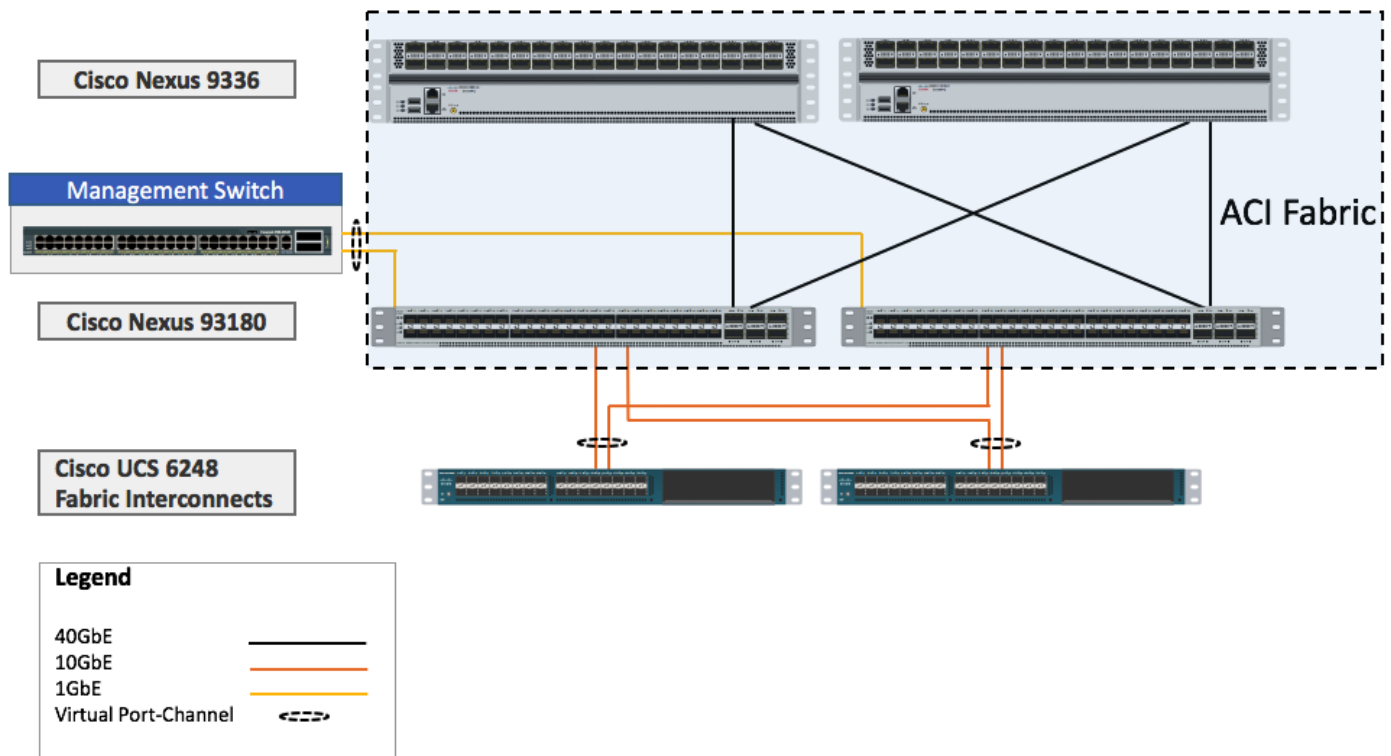 Cisco Nexus 9336
Management Switch
ACI Fabric
Cisco Nexus 93180
Cisco UCS 6248
Fabric Interconnects
Legend
40GbE
10GbE
1GbE
Virtual Port-Channel